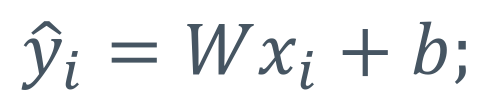 ŷᵢ = Wxᵢ + b;